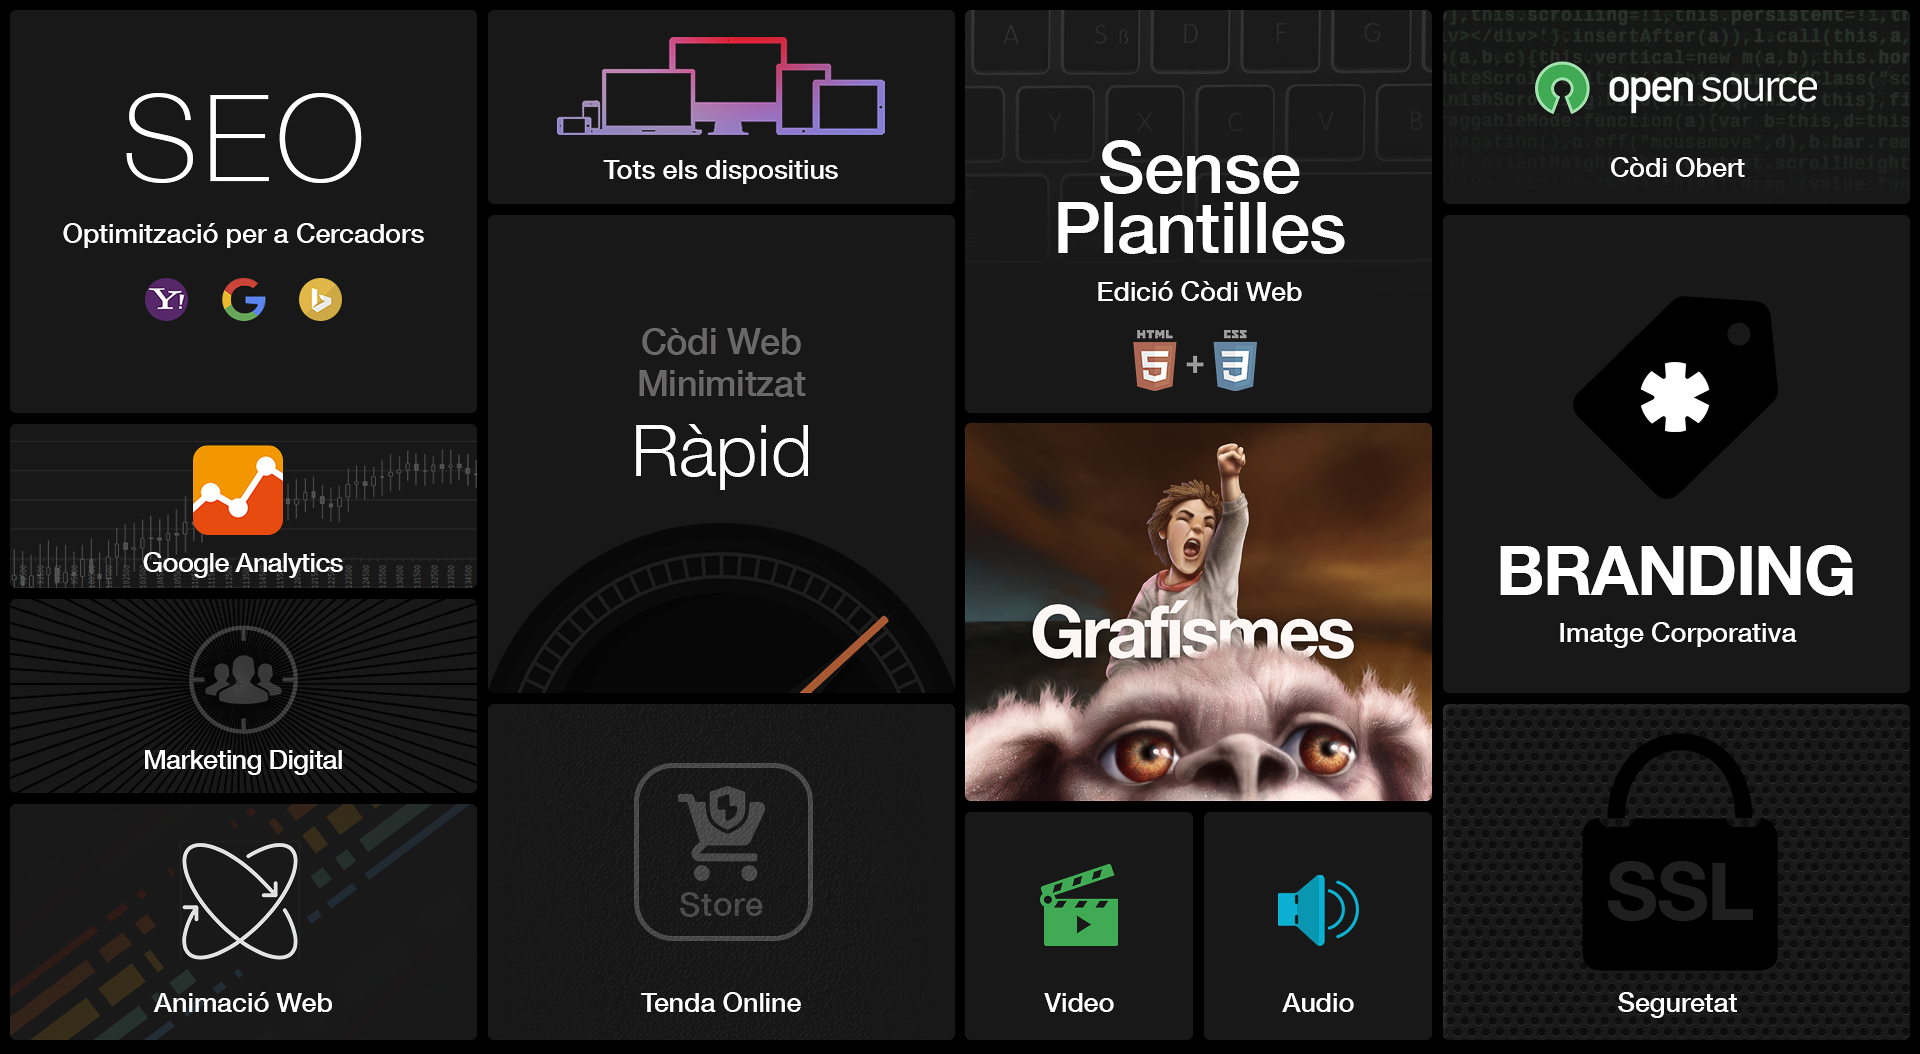 SEO
Optimització per a Cercadors
Y!
Google Analytics
Marketing Digital
Animació Web
Tots els dispositius
Còdi Web
Minimitzat
Ràpid
Store
Tenda Online
A S ß D F G
Y X C V B
Sense
Plantilles
Edició Còdi Web
HTML CSS
5 + 3
Grafísmes
Video
Audio
open source
Còdi Obert
BRANDING
Imatge Corporativa
SSL
Seguretat